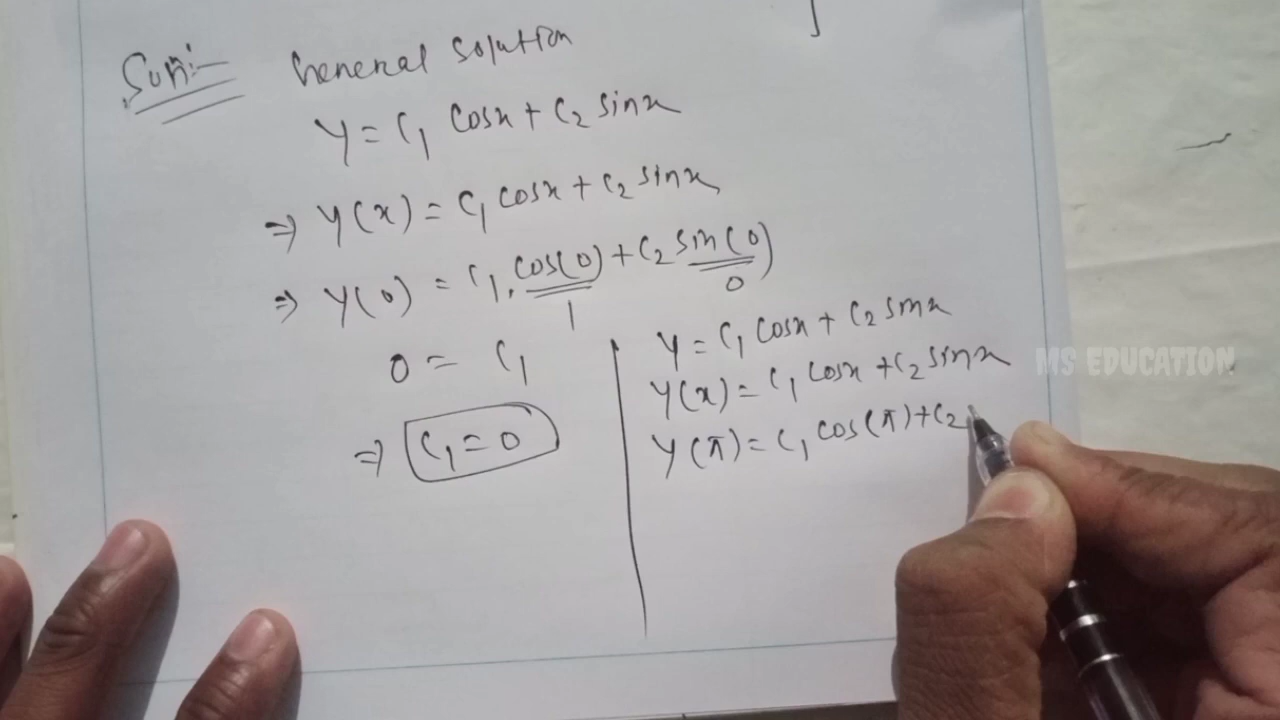 Soln:- General Solution
Y = C₁ Cosx + C₂ Sinx
⇒ Y(x) = C₁ cosx + C₂ sinx
⇒ Y(0) = C₁. cos(0) + C₂ sin(0)
1 0
0 = C₁
⇒ C₁ = 0
Y = C₁ Cosx + C₂ Sinx
Y(x) = C₁ Cosx + C₂ sinx
Y(π) = C₁ Cos(π) + C₂
MS EDUCATION